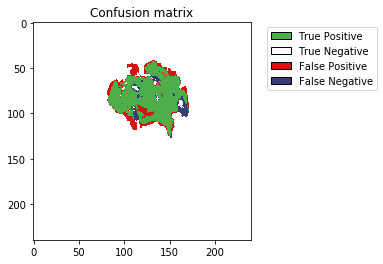 Confusion matrix
0
50
100
150
200
0
50
100
150
200
True Positive
True Negative
False Positive
False Negative